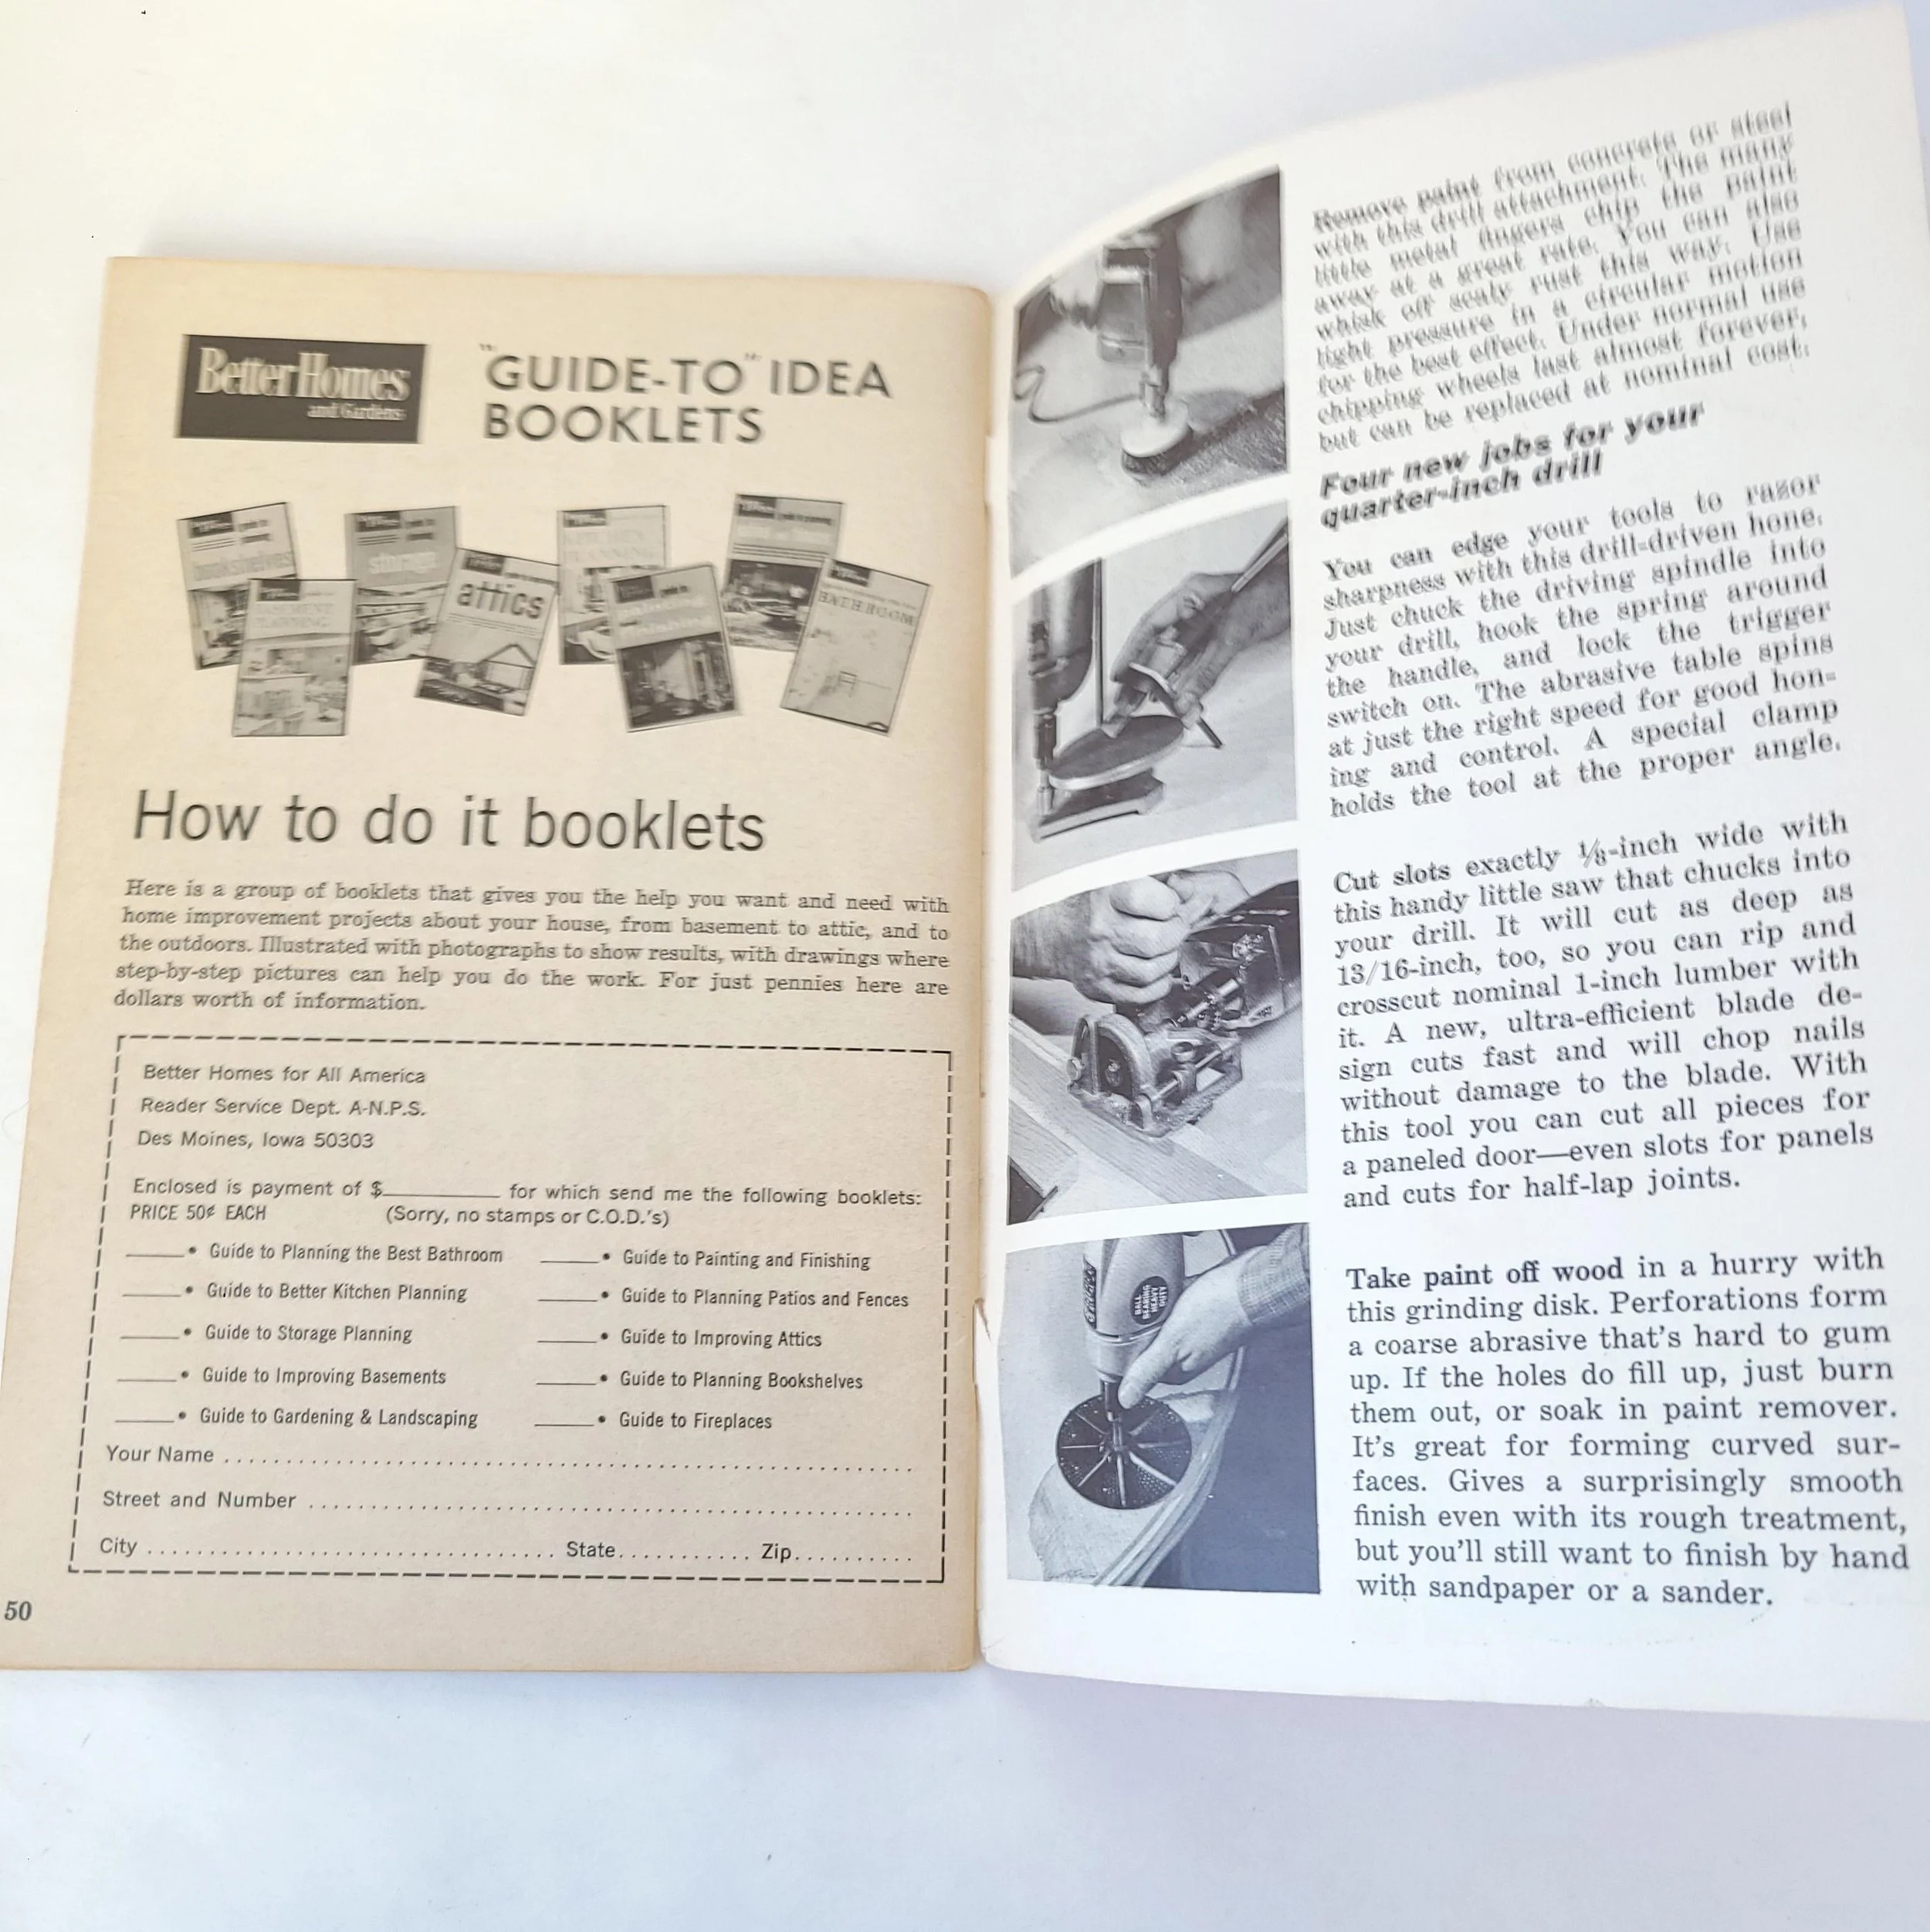 Better Homes
and Gardens
"GUIDE-TO" IDEA
BOOKLETS
bookshelves
storage
attics
KITCHEN
PLANNING
BASEMENT
PLANNING
BATHROOM
How to do it booklets
Here is a group of booklets that gives you the help you want and need with
home improvement projects about your house, from basement to attic, and to
the outdoors. Illustrated with photographs to show results, with drawings where
step-by-step pictures can help you do the work. For just pennies here are
dollars worth of information.
Better Homes for All America
Reader Service Dept. A-N.P.S.
Des Moines, Iowa 50303
Enclosed is payment of $ for which send me the following booklets:
PRICE 50¢ EACH (Sorry, no stamps or C.O.D.'s)
• Guide to Planning the Best Bathroom
• Guide to Better Kitchen Planning
• Guide to Storage Planning
• Guide to Improving Basements
• Guide to Gardening & Landscaping
• Guide to Painting and Finishing
• Guide to Planning Patios and Fences
• Guide to Improving Attics
• Guide to Planning Bookshelves
• Guide to Fireplaces
Your Name
Street and Number
City State Zip
50
Remove paint from concrete or steel
with this drill attachment. The many
little metal fingers chip the paint
away at a great rate. You can also
whisk off scaly rust this way. Use
light pressure in a circular motion
for the best effect. Under normal use
chipping wheels last almost forever,
but can be replaced at nominal cost.
Four new jobs for your
quarter-inch drill
You can edge your tools to razor
sharpness with this drill-driven hone.
Just chuck the driving spindle into
your drill, hook the spring around
the handle, and lock the trigger
switch on. The abrasive table spins
at just the right speed for good hon-
ing and control. A special clamp
holds the tool at the proper angle.
Cut slots exactly 1/8-inch wide with
this handy little saw that chucks into
your drill. It will cut as deep as
13/16-inch, too, so you can rip and
crosscut nominal 1-inch lumber with
it. A new, ultra-efficient blade de-
sign cuts fast and will chop nails
without damage to the blade. With
this tool you can cut all pieces for
a paneled door—even slots for panels
and cuts for half-lap joints.
BALL
BEARING
HEAVY
DUTY
Take paint off wood in a hurry with
this grinding disk. Perforations form
a coarse abrasive that's hard to gum
up. If the holes do fill up, just burn
them out, or soak in paint remover.
It's great for forming curved sur-
faces. Gives a surprisingly smooth
finish even with its rough treatment,
but you'll still want to finish by hand
with sandpaper or a sander.